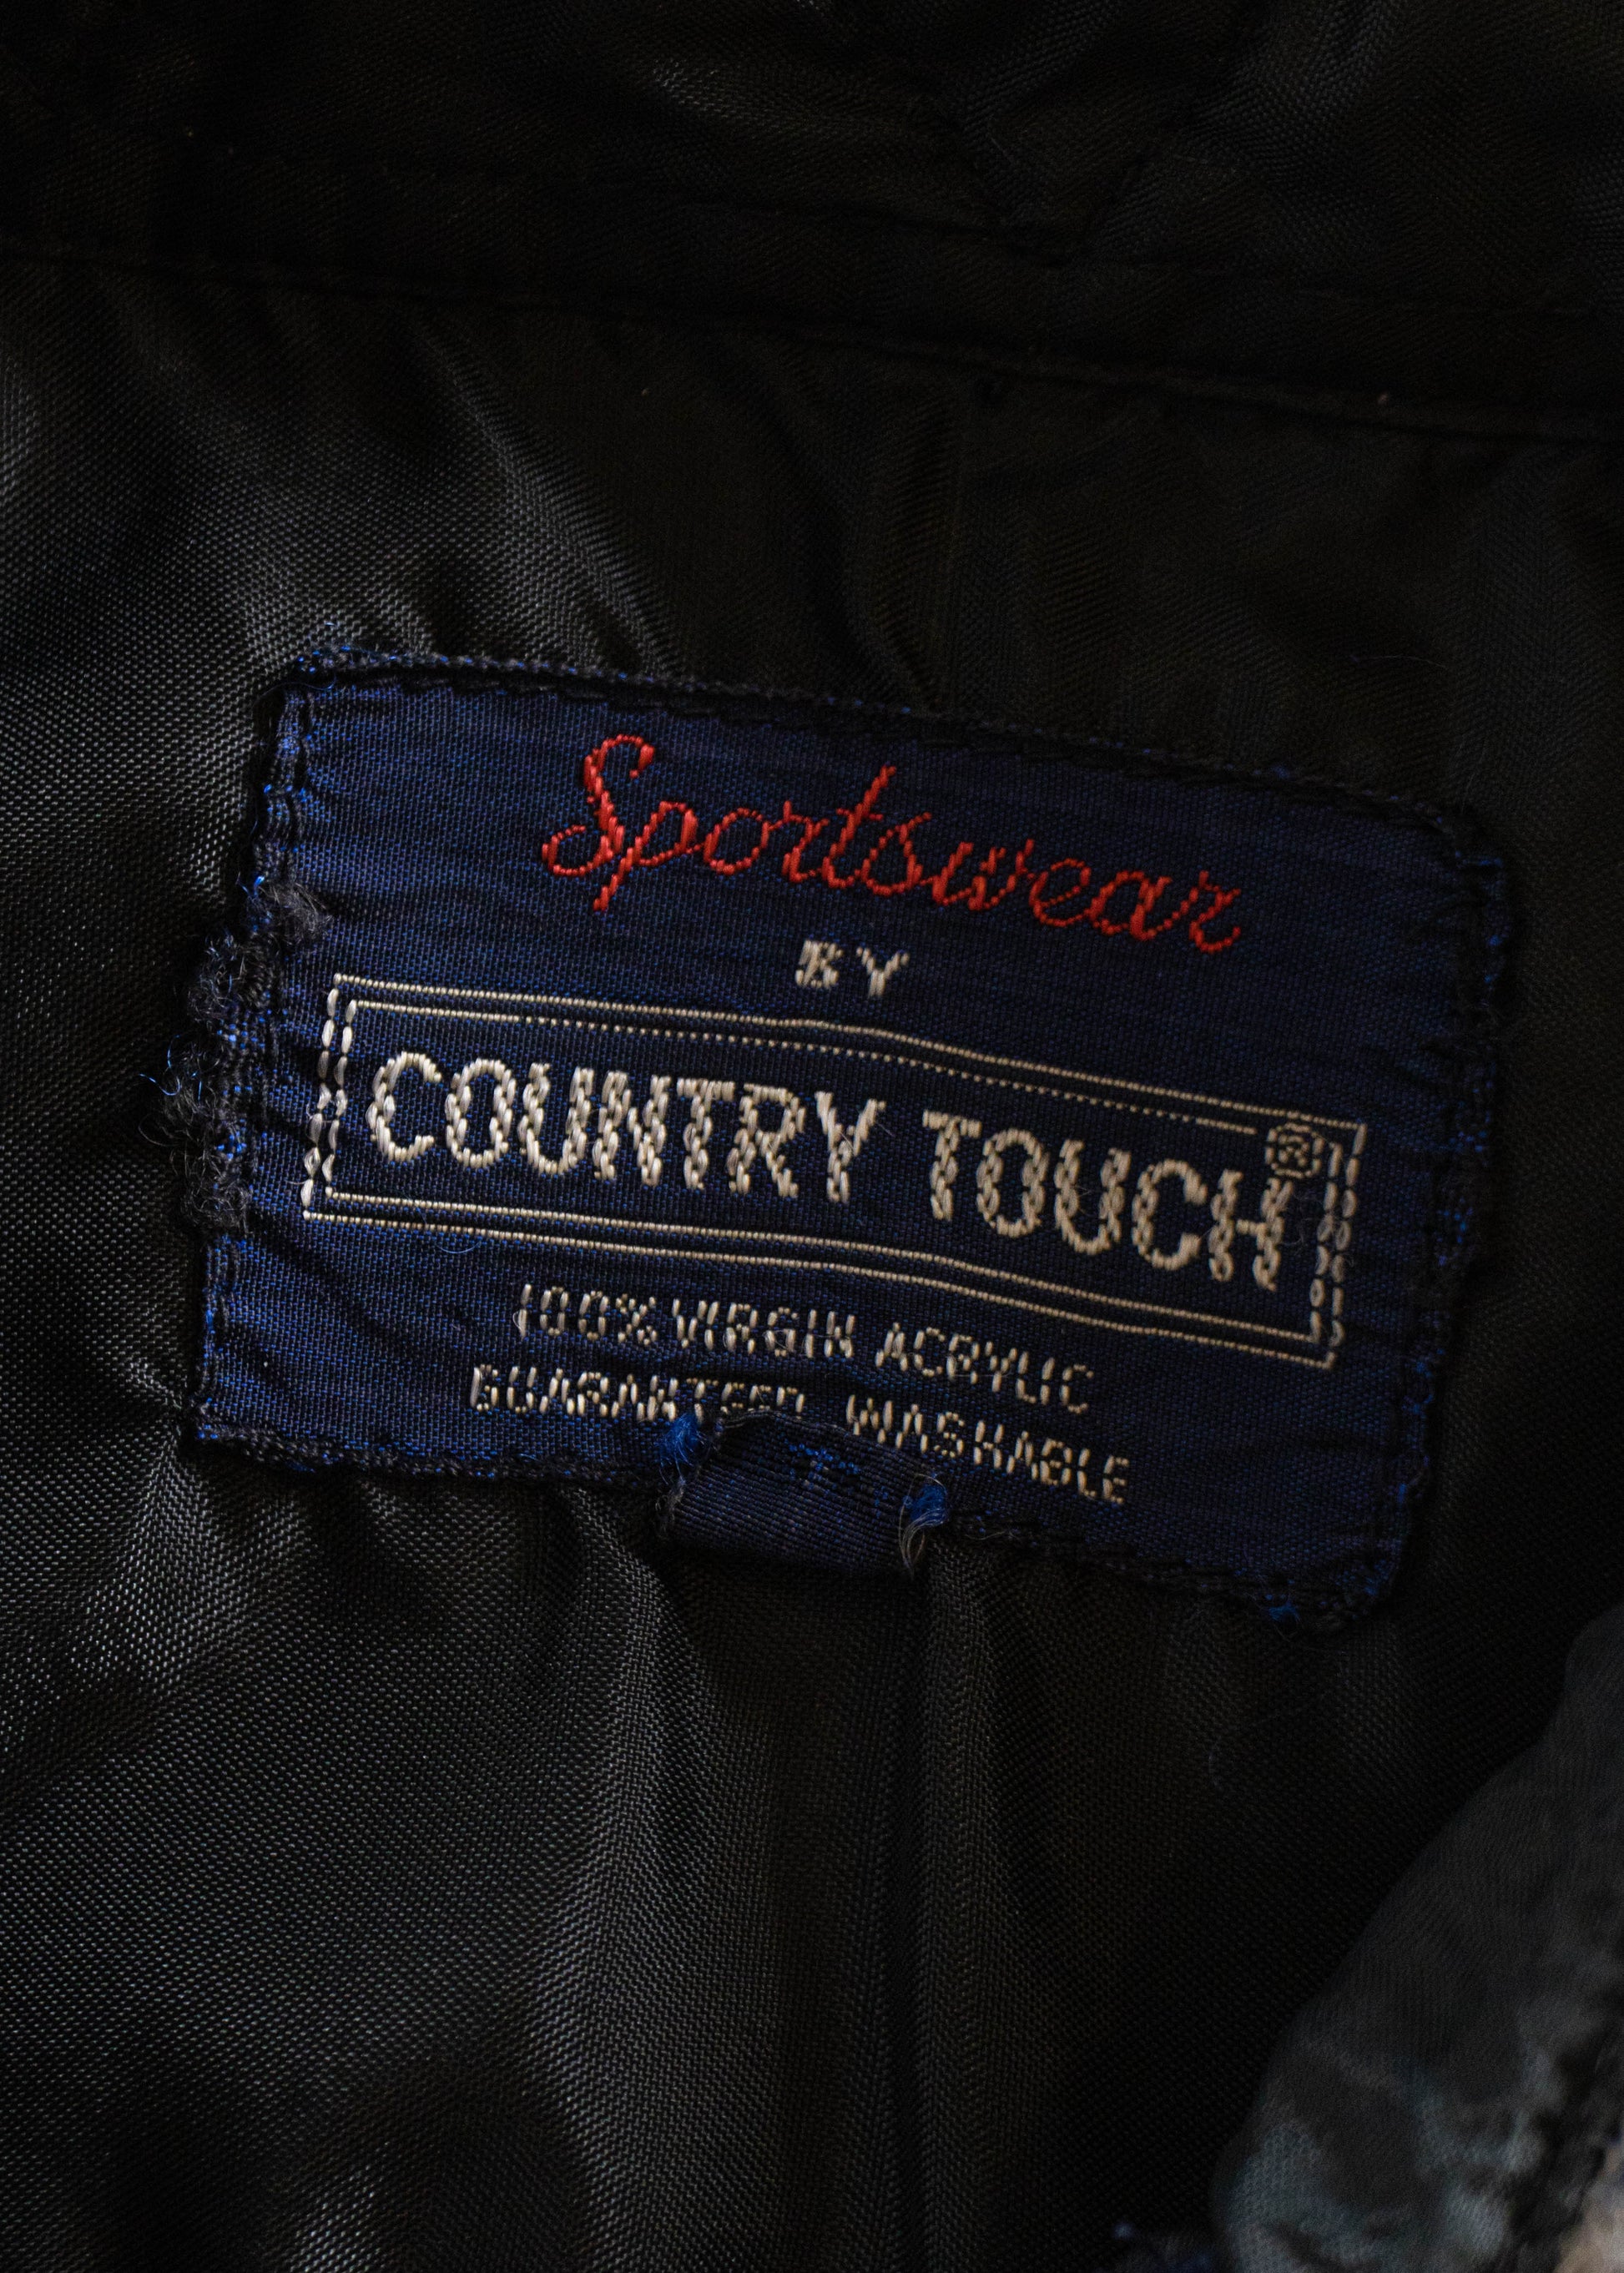 Sportswear
BY
COUNTRY TOUCH®
100% VIRGIN ACRYLIC
GUARANTEED WASHABLE